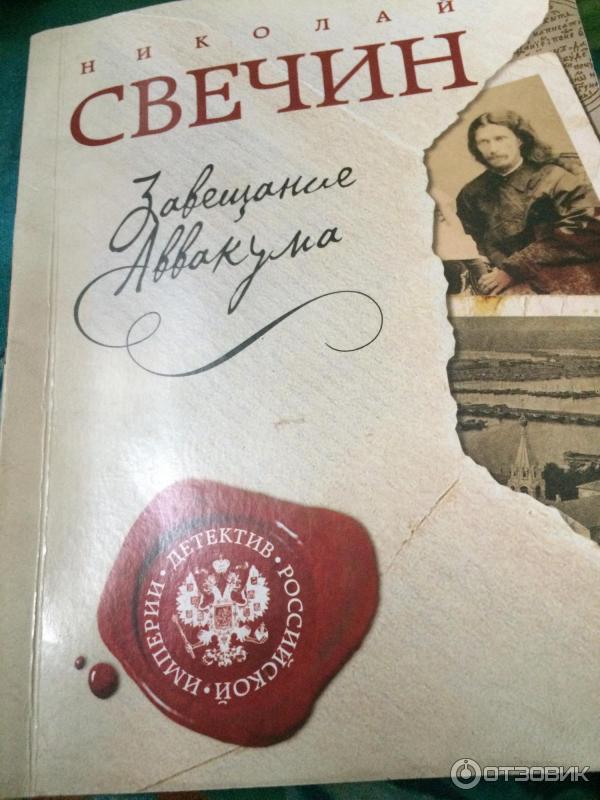 НИКОЛАЙ
СВЕЧИН
Завещание
Аввакума
ДЕТЕКТИВ • РОССИЙСКОЙ • ИМПЕРИИ •
ОТЗОВИК